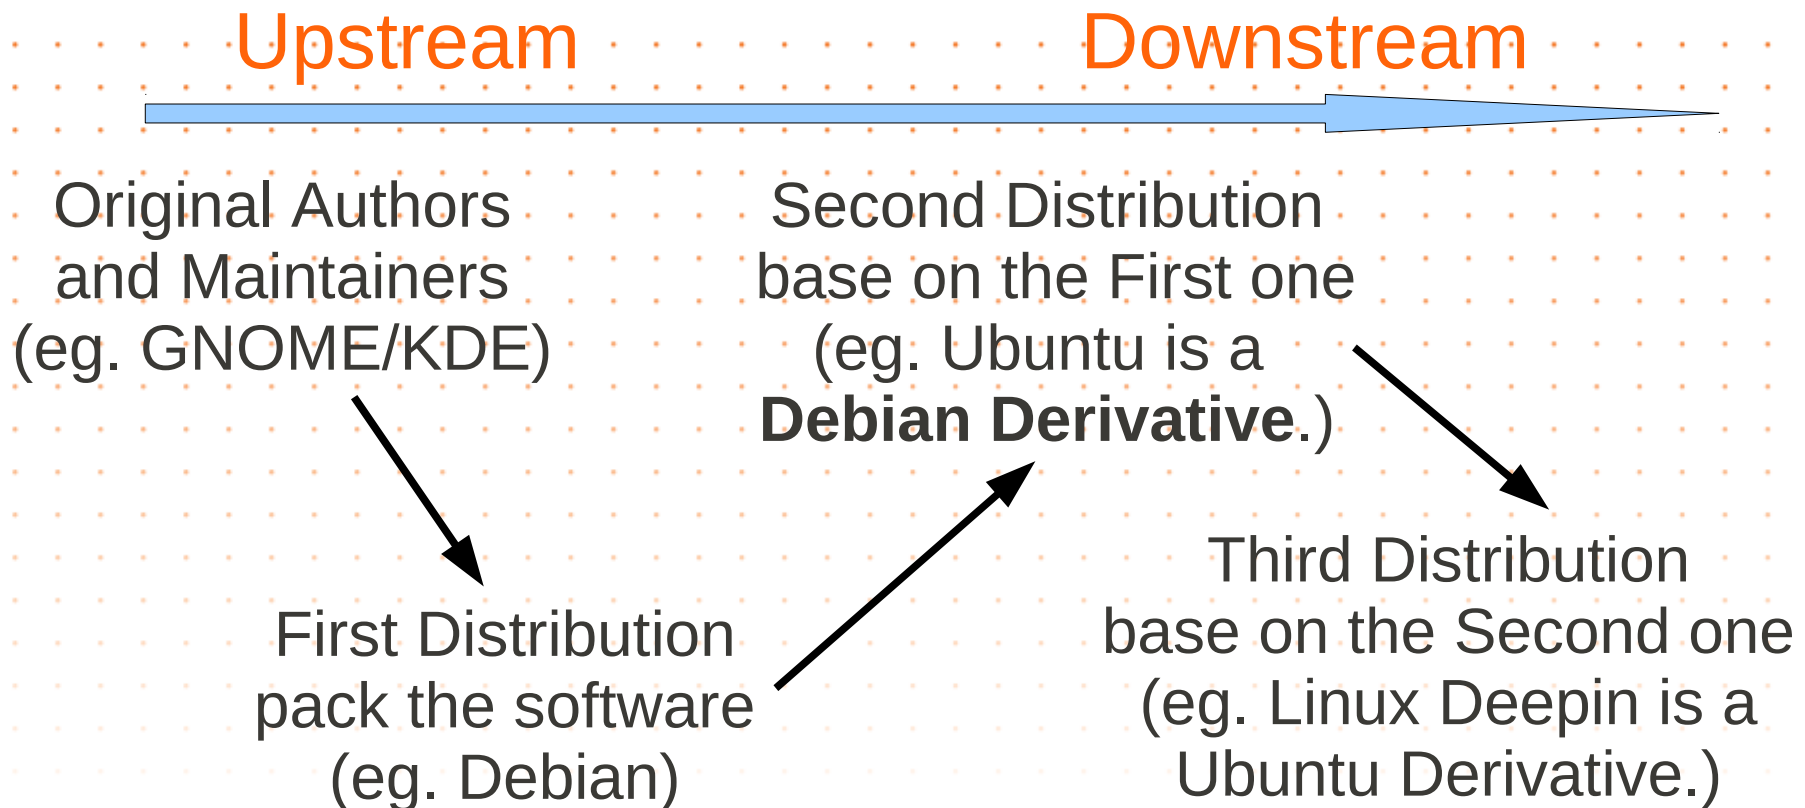 Upstream
Downstream
Original Authors
and Maintainers
(eg. GNOME/KDE)
First Distribution
pack the software
(eg. Debian)
Second Distribution
base on the First one
(eg. Ubuntu is a
Debian Derivative.)
Third Distribution
base on the Second one
(eg. Linux Deepin is a
Ubuntu Derivative.)